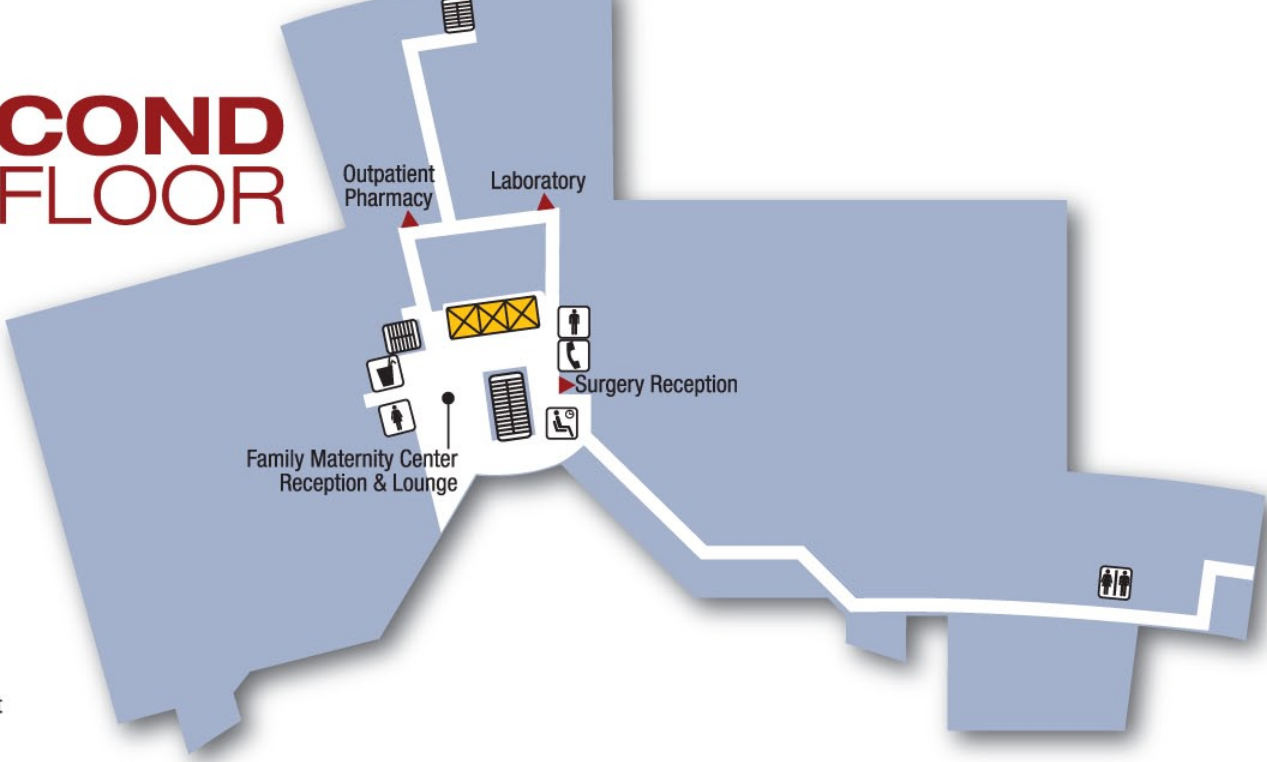 COND
FLOOR
Outpatient
Pharmacy
Laboratory
Surgery Reception
Family Maternity Center
Reception & Lounge
t